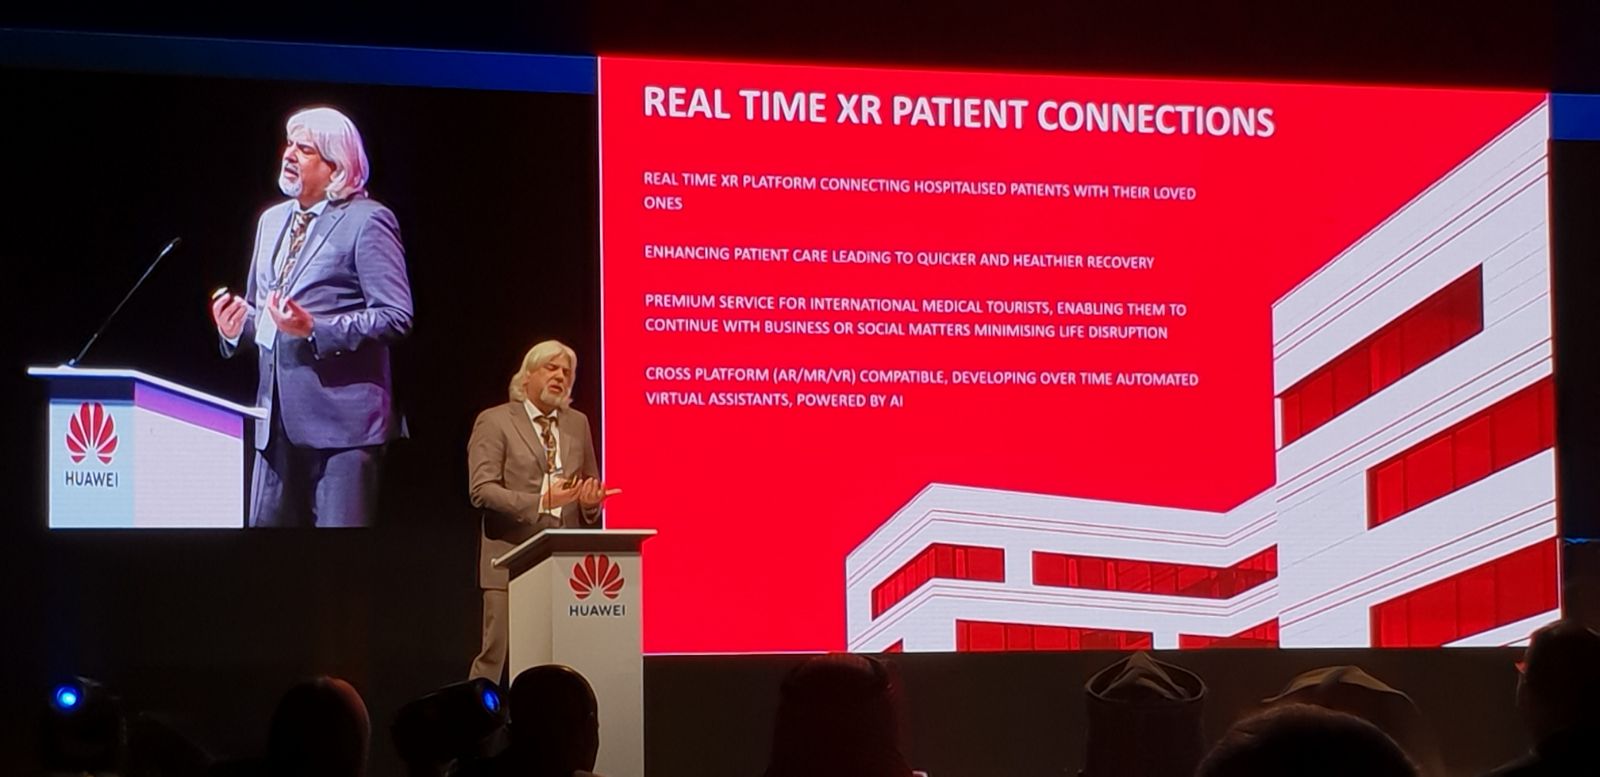 REAL TIME XR PATIENT CONNECTIONS
REAL TIME XR PLATFORM CONNECTING HOSPITALISED PATIENTS WITH THEIR LOVED
ONES
ENHANCING PATIENT CARE LEADING TO QUICKER AND HEALTHIER RECOVERY
PREMIUM SERVICE FOR INTERNATIONAL MEDICAL TOURISTS, ENABLING THEM TO
CONTINUE WITH BUSINESS OR SOCIAL MATTERS MINIMISING LIFE DISRUPTION
CROSS PLATFORM (AR/MR/VR) COMPATIBLE, DEVELOPING OVER TIME AUTOMATED
VIRTUAL ASSISTANTS, POWERED BY AI
HUAWEI
HUAWEI